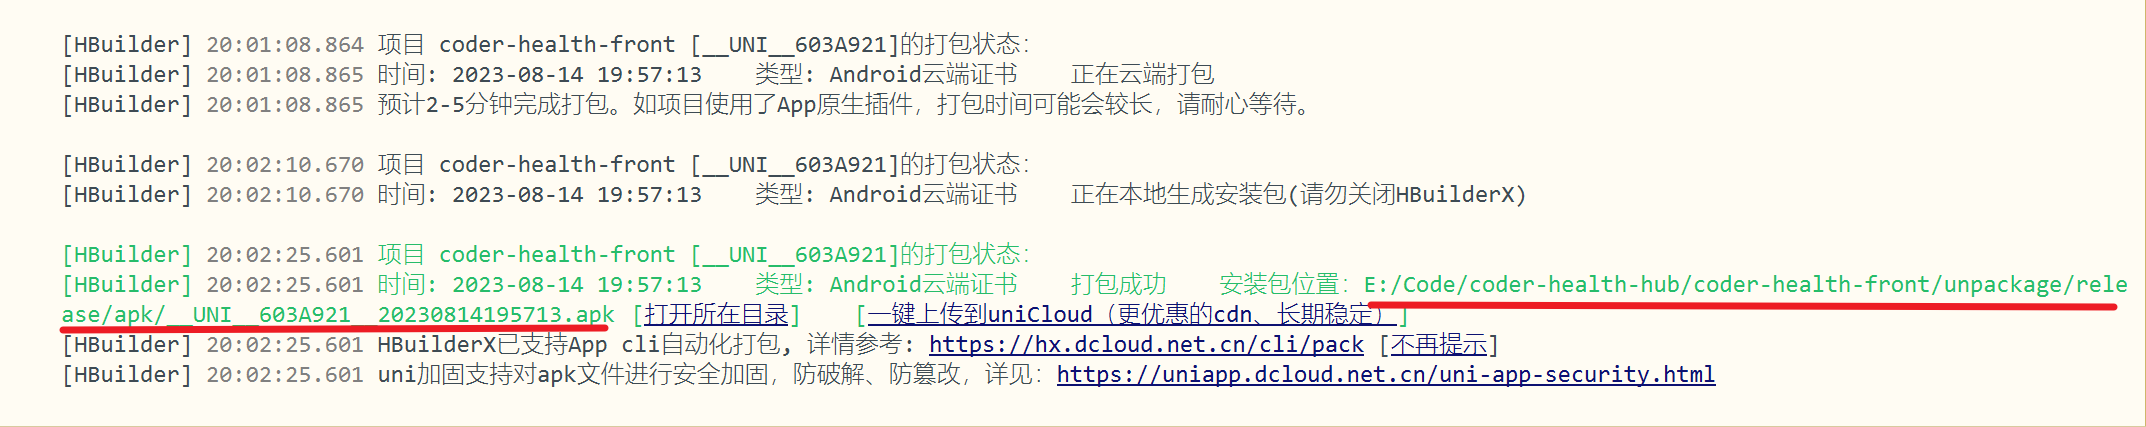 [HBuilder] 20:01:08.864 项目 coder-health-front [__UNI__603A921]的打包状态：
[HBuilder] 20:01:08.865 时间: 2023-08-14 19:57:13    类型: Android云端证书    正在云端打包
[HBuilder] 20:01:08.865 预计2-5分钟完成打包。如项目使用了App原生插件，打包时间可能会较长，请耐心等待。
[HBuilder] 20:02:10.670 项目 coder-health-front [__UNI__603A921]的打包状态：
[HBuilder] 20:02:10.670 时间: 2023-08-14 19:57:13    类型: Android云端证书    正在本地生成安装包(请勿关闭HBuilderX)
[HBuilder] 20:02:25.601 项目 coder-health-front [__UNI__603A921]的打包状态：
[HBuilder] 20:02:25.601 时间: 2023-08-14 19:57:13    类型: Android云端证书    打包成功    安装包位置：E:/Code/coder-health-hub/coder-health-front/unpackage/rele
ase/apk/__UNI__603A921__20230814195713.apk [打开所在目录]    [一键上传到uniCloud（更优惠的cdn、长期稳定）]
[HBuilder] 20:02:25.601 HBuilderX已支持App cli自动化打包, 详情参考: https://hx.dcloud.net.cn/cli/pack [不再提示]
[HBuilder] 20:02:25.601 uni加固支持对apk文件进行安全加固，防破解、防篡改，详见：https://uniapp.dcloud.net.cn/uni-app-security.html